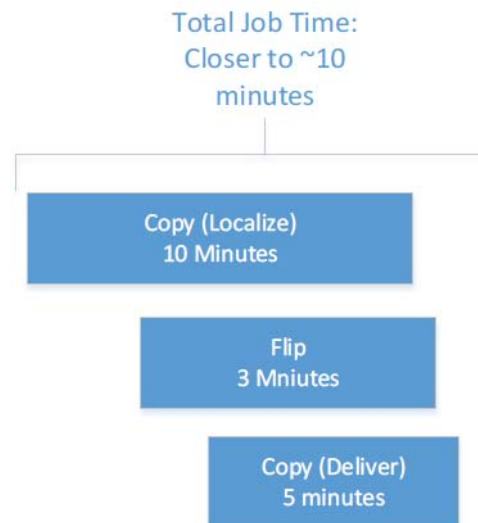 Total Job Time:
Closer to ~10
minutes
Copy (Localize)
10 Minutes
Flip
3 Mniutes
Copy (Deliver)
5 minutes